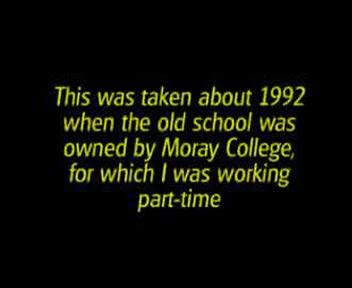 This was taken about 1992
when the old school was
owned by Moray College,
for which I was working
part-time